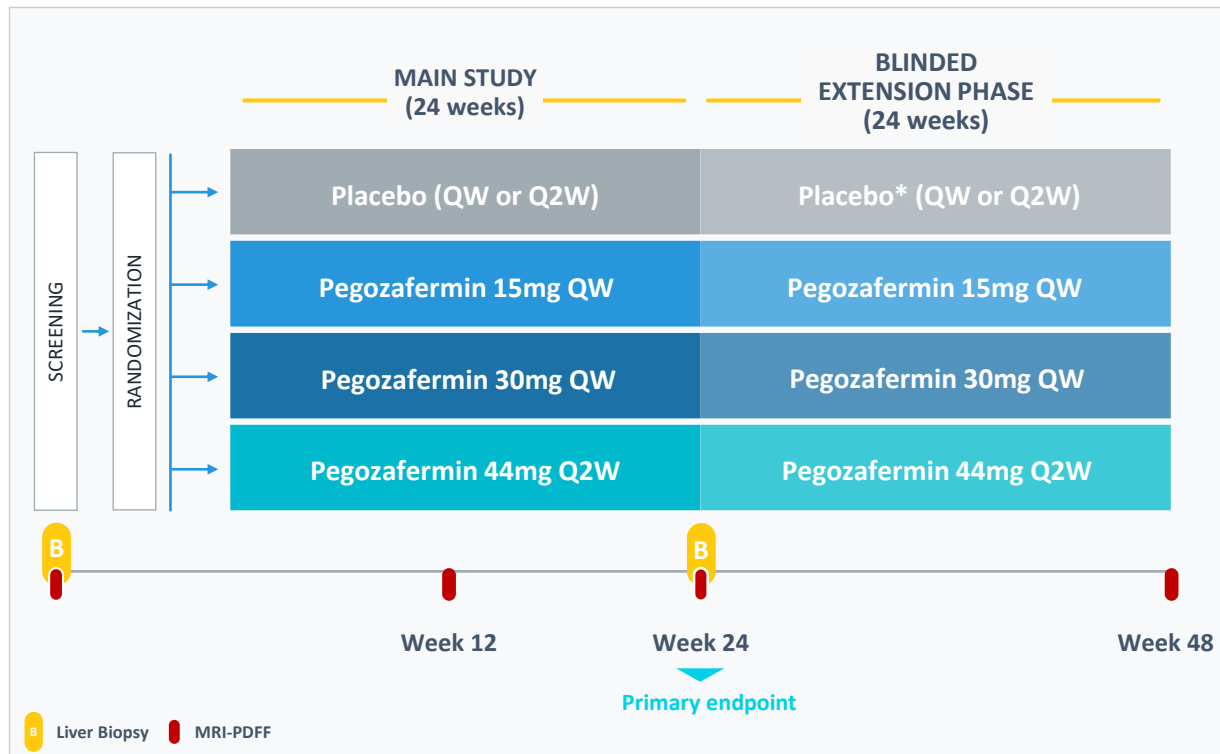 MAIN STUDY
(24 weeks)
BLINDED
EXTENSION PHASE
(24 weeks)
SCREENING
RANDOMIZATION
Placebo (QW or Q2W)
Placebo* (QW or Q2W)
Pegozafermin 15mg QW
Pegozafermin 15mg QW
Pegozafermin 30mg QW
Pegozafermin 30mg QW
Pegozafermin 44mg Q2W
Pegozafermin 44mg Q2W
B
B
Week 12
Week 24
Week 48
Primary endpoint
B
Liver Biopsy
MRI-PDFF